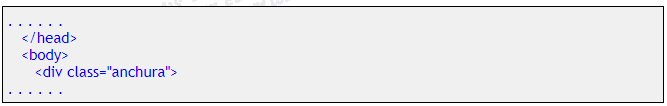 . . . . . .
</head>
<body>
<div class="anchura">
. . . . . .